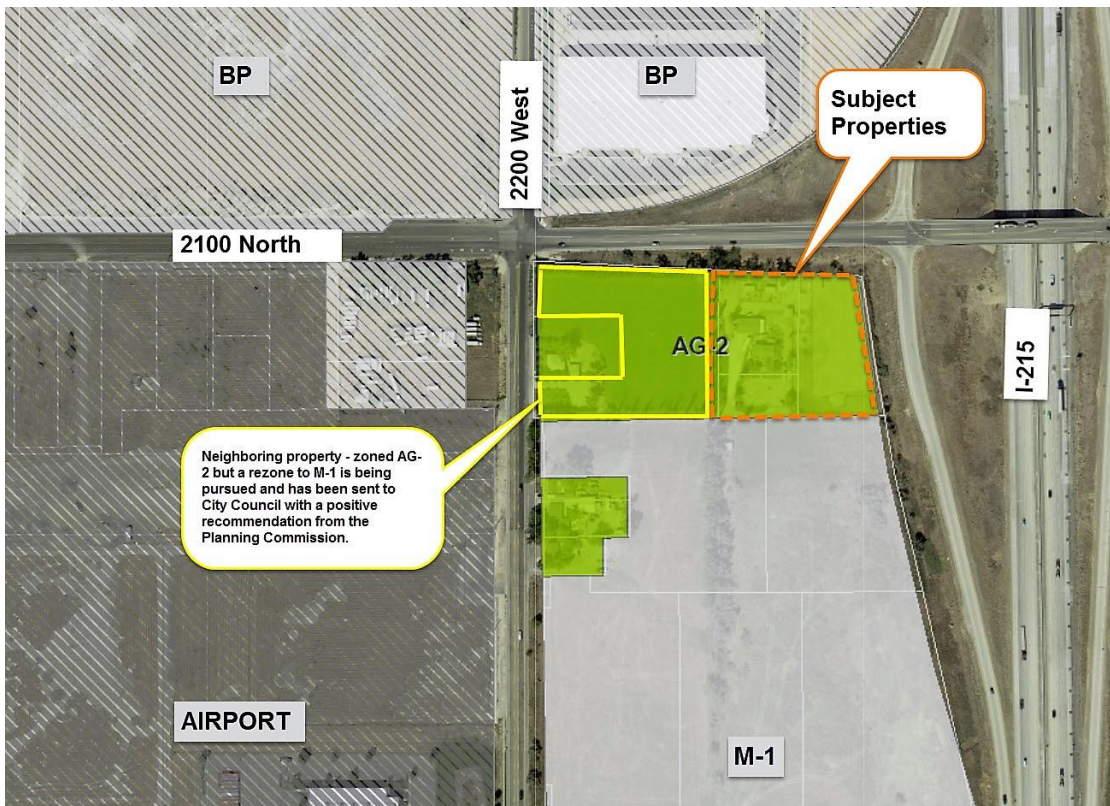 BP
BP
Subject
Properties
2200 West
2100 North
AG-2
I-215
Neighboring property - zoned AG-
2 but a rezone to M-1 is being
pursued and has been sent to
City Council with a positive
recommendation from the
Planning Commission.
AIRPORT
M-1